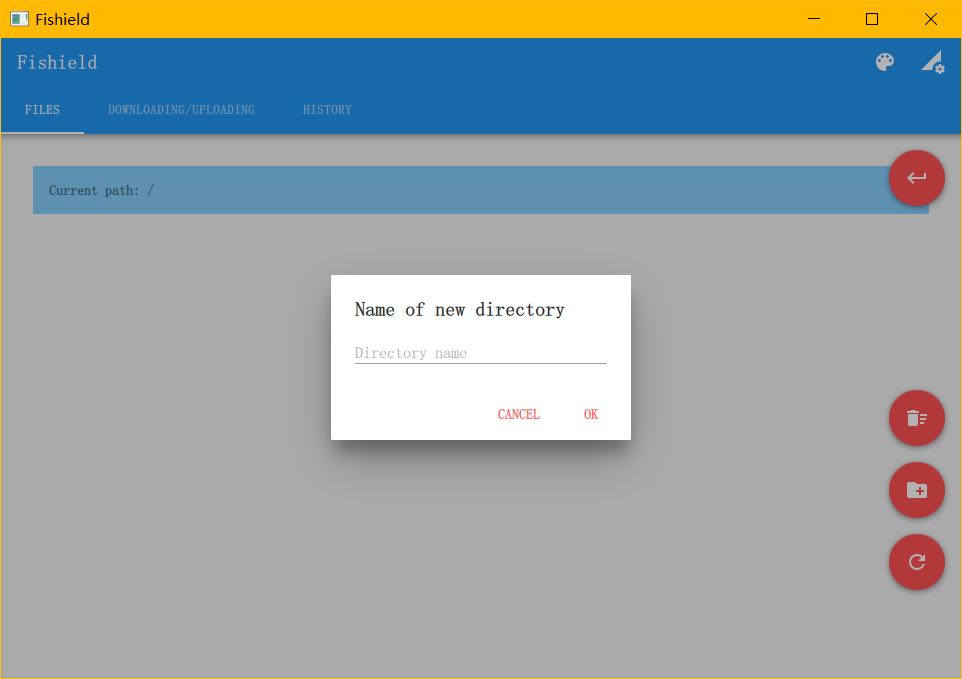 Fishield
Fishield
FILES DOWNLOADING/UPLOADING HISTORY
Current path: /
Name of new directory
Directory name
CANCEL OK